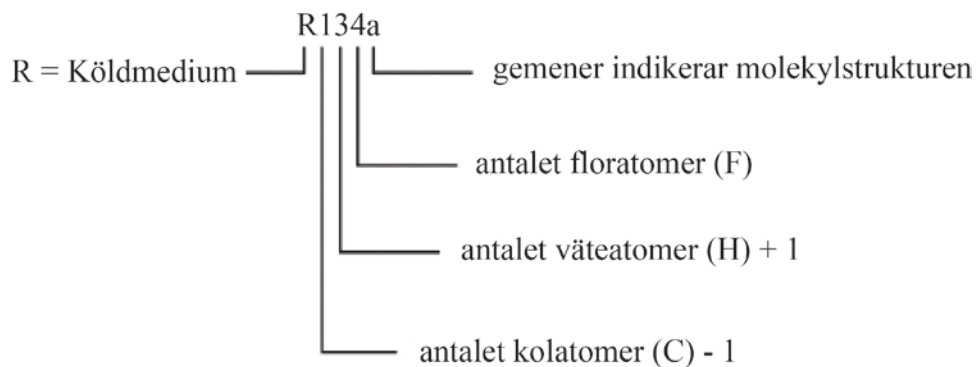 R134a
R = Köldmedium
gemener indikerar molekylstrukturen
antalet floratomer (F)
antalet väteatomer (H) + 1
antalet kolatomer (C) - 1